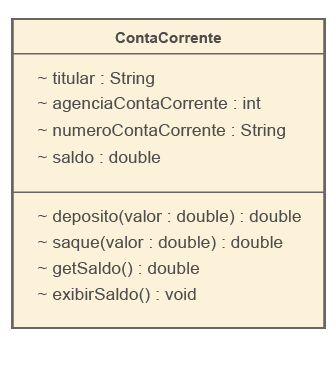 ContaCorrente
~ titular : String
~ agenciaContaCorrente : int
~ numeroContaCorrente : String
~ saldo : double
~ deposito(valor : double) : double
~ saque(valor : double) : double
~ getSaldo() : double
~ exibirSaldo() : void